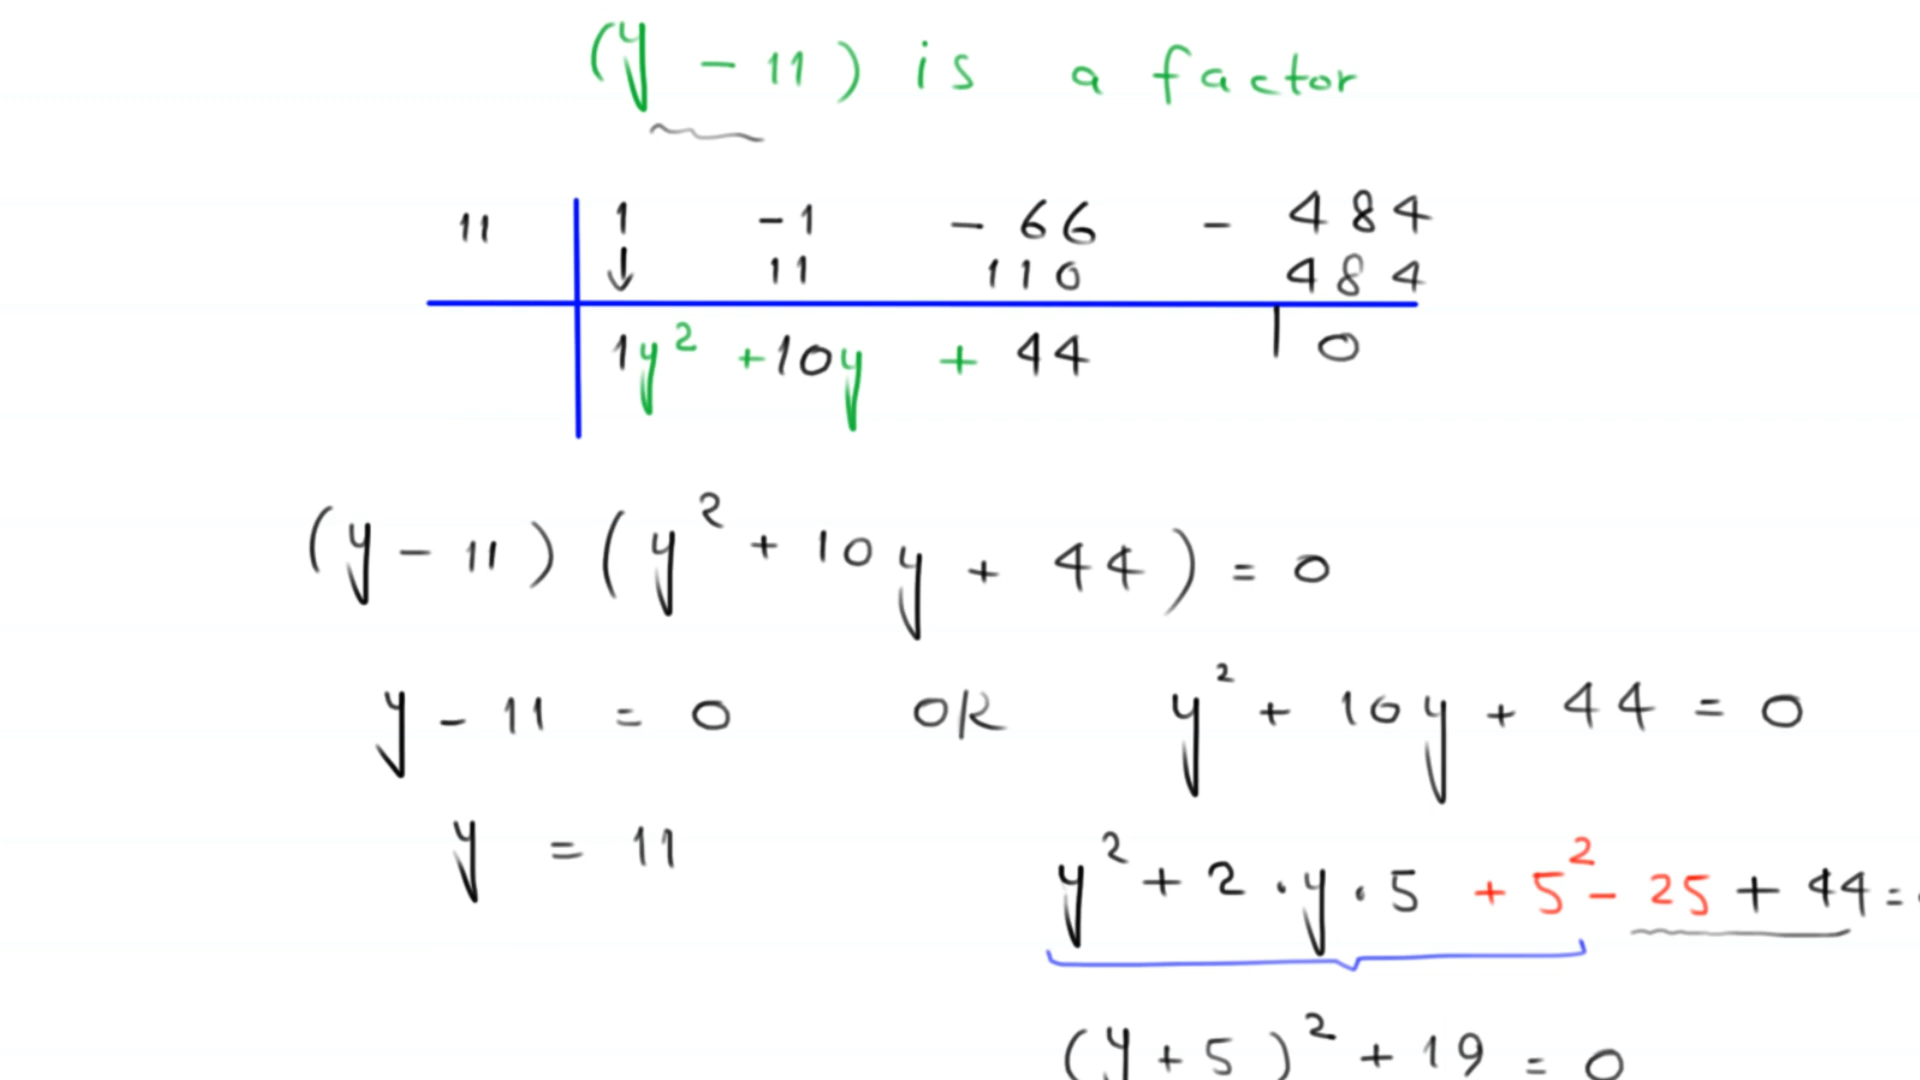 (y - 11) is a factor
11 1 -1 - 66 - 484
11 110 484
1y² +10y + 44 0
(y - 11) (y² + 10y + 44) = 0
y - 11 = 0 OR y² + 10y + 44 = 0
y = 11
y² + 2 · y · 5 + 5² - 25 + 44 =
(y + 5)² + 19 = 0